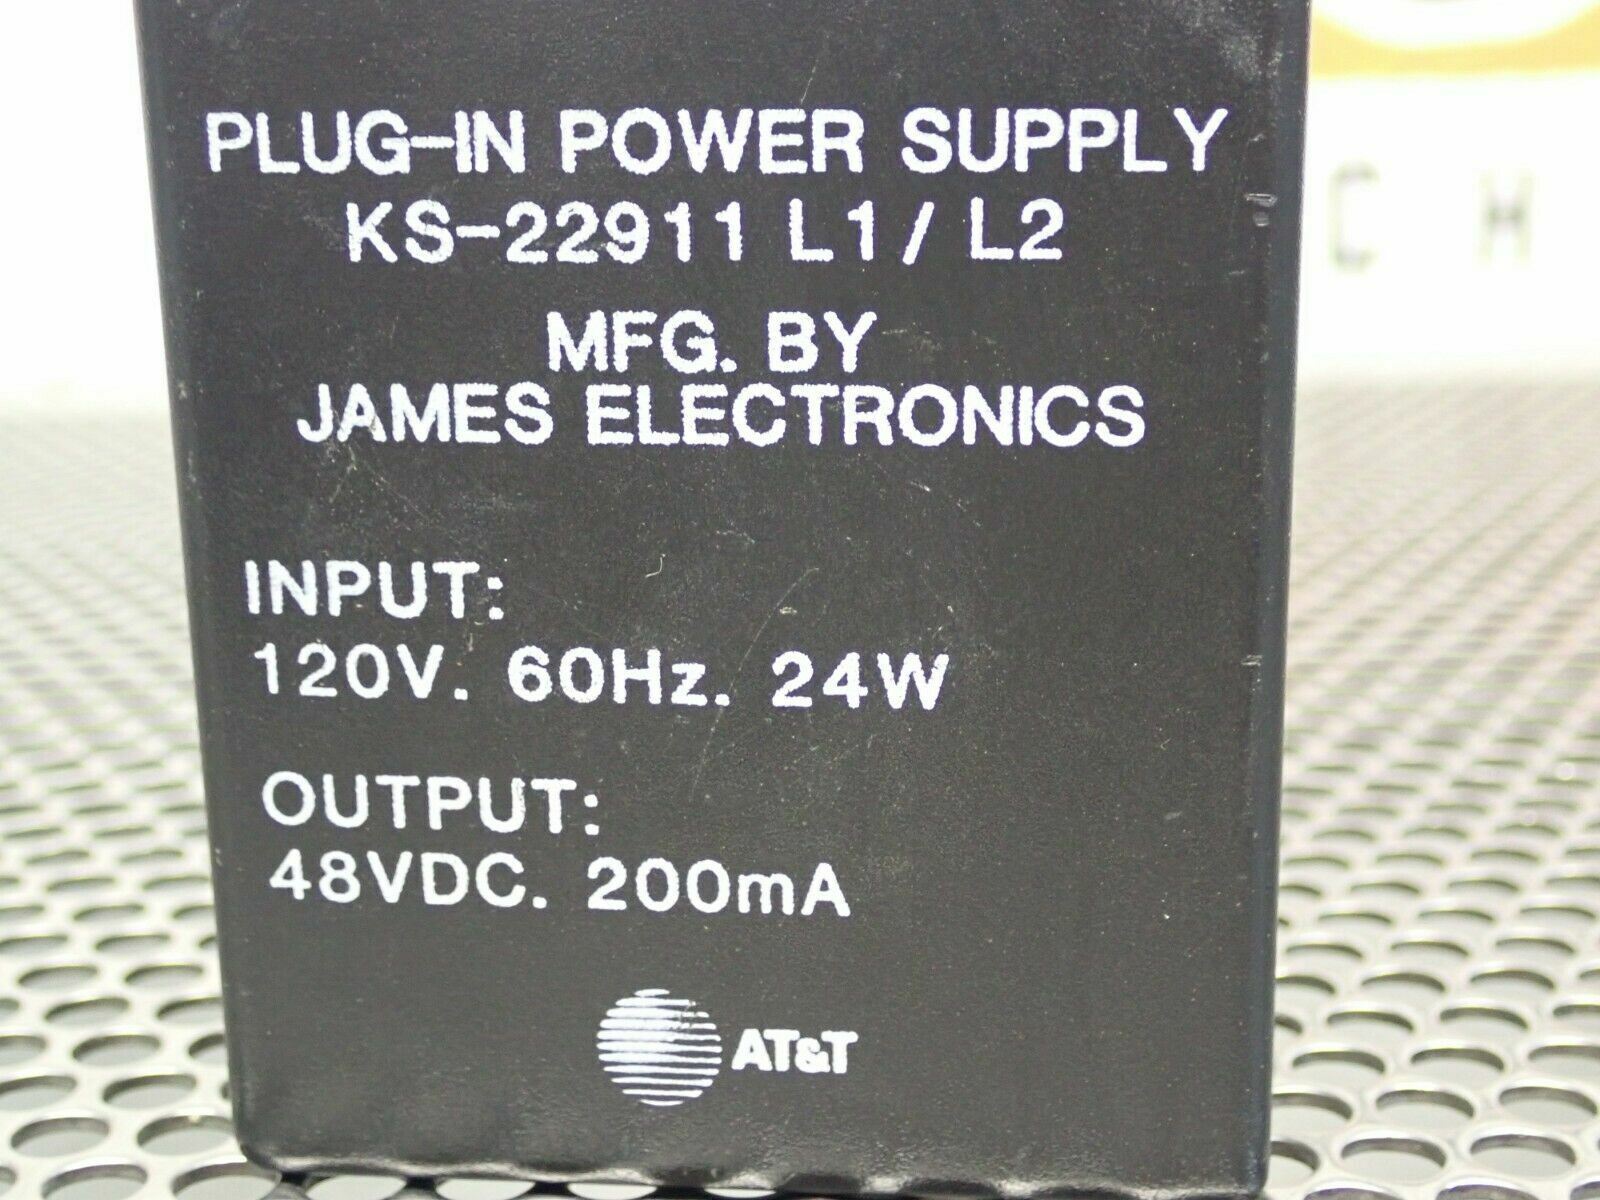 PLUG-IN POWER SUPPLY
KS-22911 L1/ L2
MFG. BY
JAMES ELECTRONICS
INPUT:
120V. 60Hz. 24W
OUTPUT:
48VDC. 200mA
AT&T
C H